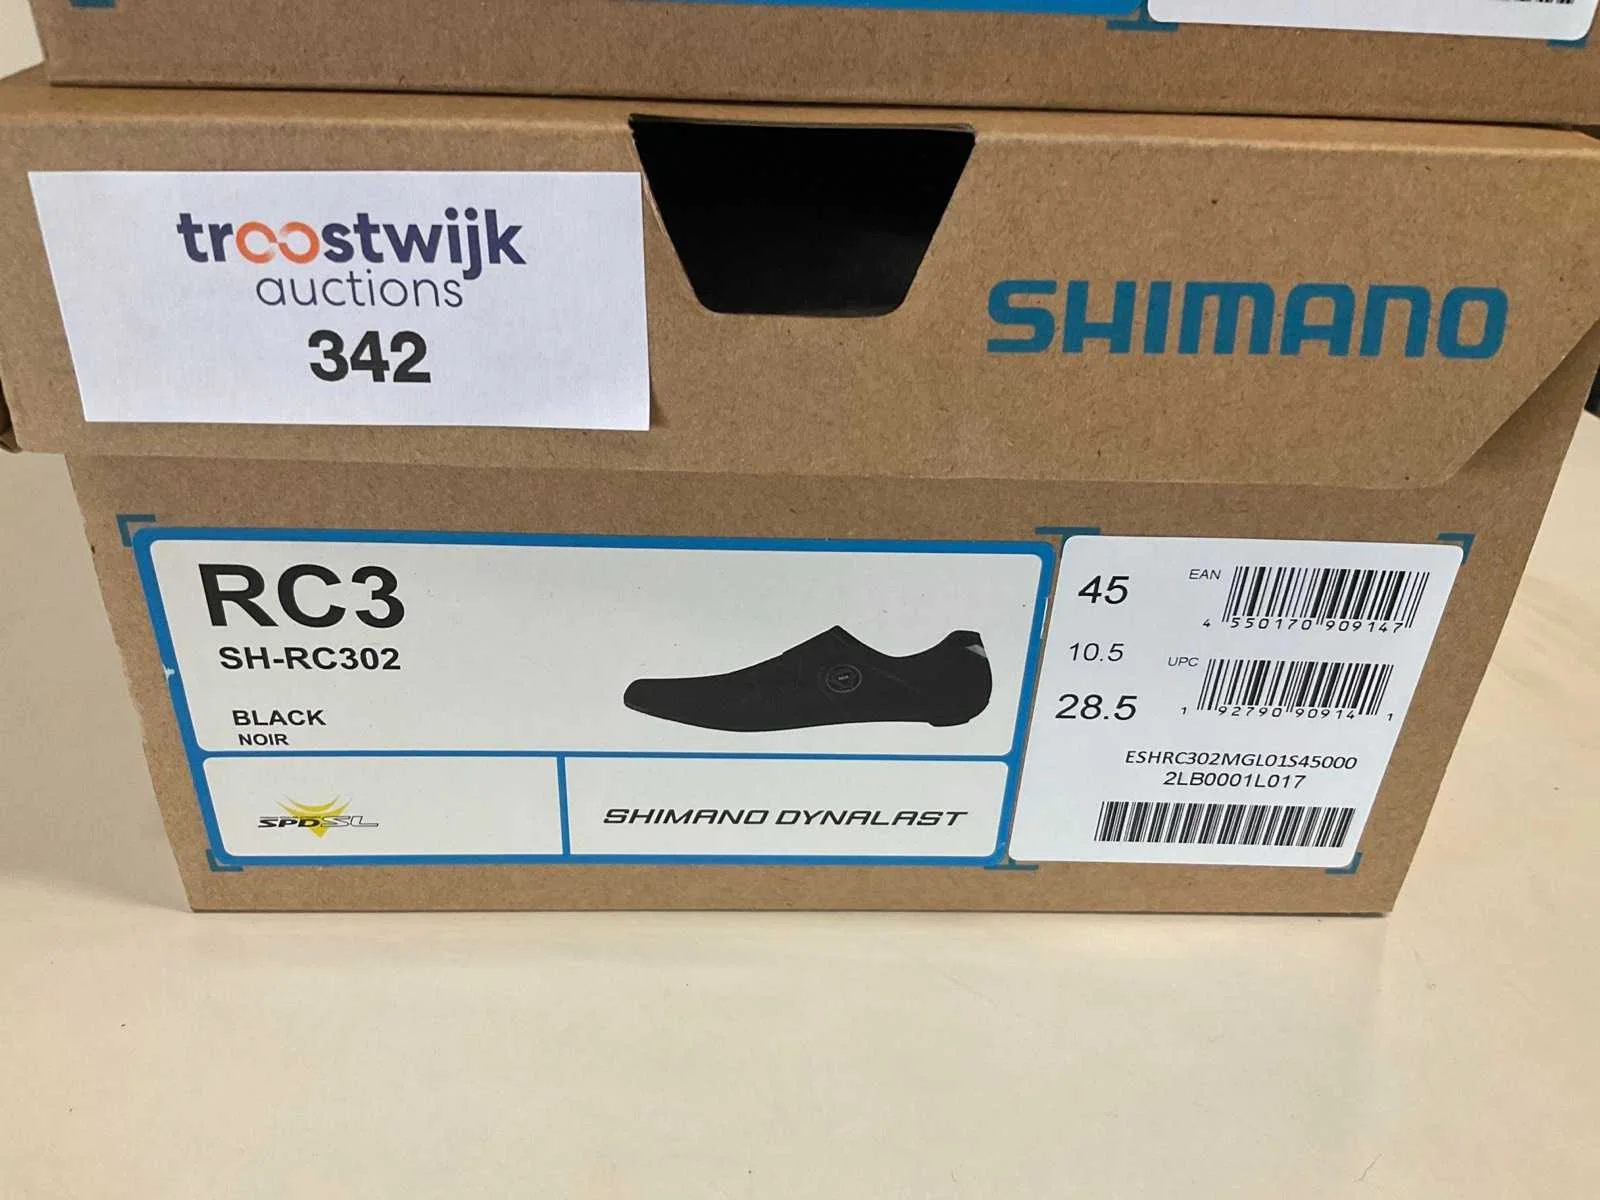 troostwijk
auctions
342
SHIMANO
RC3
SH-RC302
BLACK
NOIR
SPD-SL
SHIMANO DYNALAST
45
10.5
28.5
EAN
4 550170 909147
UPC
1 92790 90914 1
ESHRC302MGL01S45000
2LB0001L017